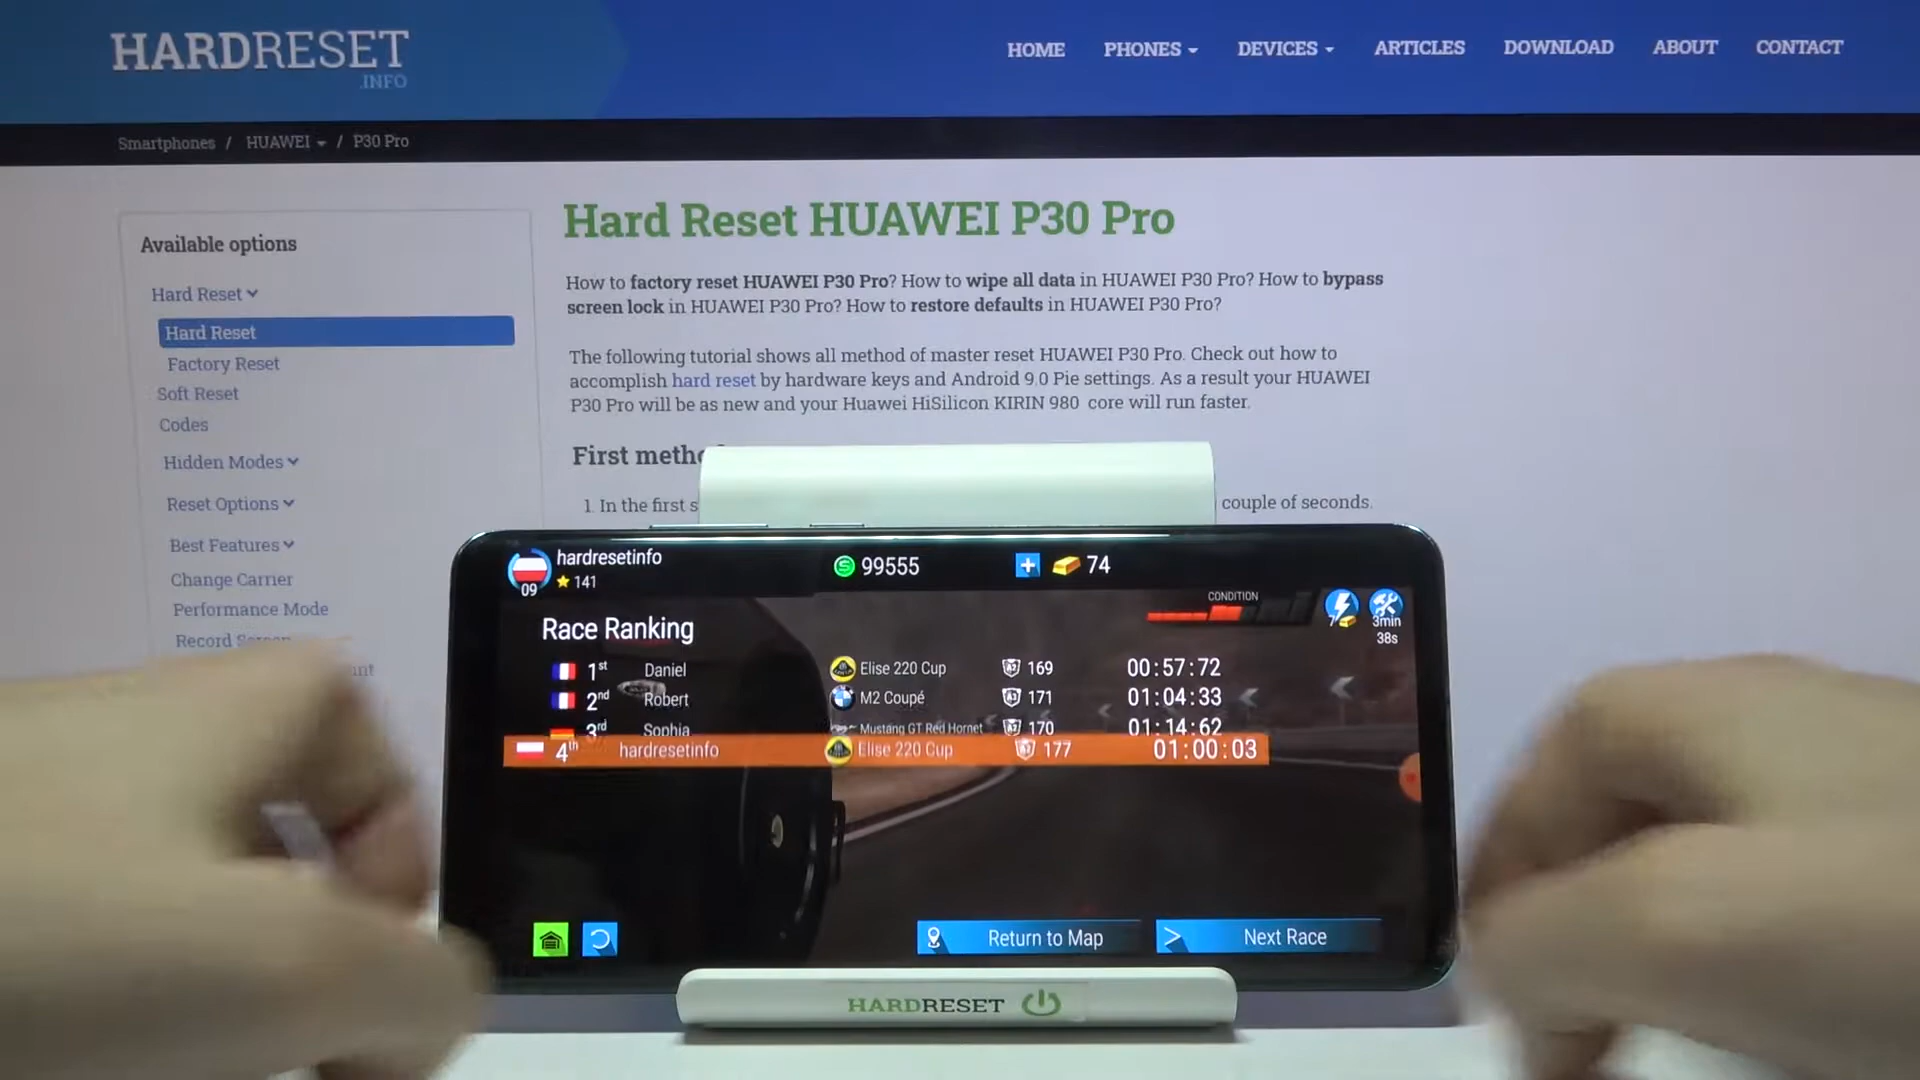 HARDRESET
.INFO
HOME PHONES DEVICES ARTICLES DOWNLOAD ABOUT CONTACT
Smartphones / HUAWEI / P30 Pro
Available options
Hard Reset
Hard Reset
Factory Reset
Soft Reset
Codes
Hidden Modes
Reset Options
Best Features
Change Carrier
Performance Mode
Record
Hard Reset HUAWEI P30 Pro
How to factory reset HUAWEI P30 Pro? How to wipe all data in HUAWEI P30 Pro? How to bypass
screen lock in HUAWEI P30 Pro? How to restore defaults in HUAWEI P30 Pro?
The following tutorial shows all method of master reset HUAWEI P30 Pro. Check out how to
accomplish hard reset by hardware keys and Android 9.0 Pie settings. As a result your HUAWEI
P30 Pro will be as new and your Huawei HiSilicon KIRIN 980 core will run faster.
First
1. In the first couple of seconds.
hardresetinfo
09 141
99555
74
CONDITION
7
3min
38s
Race Ranking
1st Daniel Elise 220 Cup 169 00:57:72
2nd Robert M2 Coupé 171 01:04:33
3rd Sophia Mustang GT Red Hornet 170 01:14:62
4th hardresetinfo Elise 220 Cup 177 01:00:03
Return to Map
> Next Race
HARDRESET